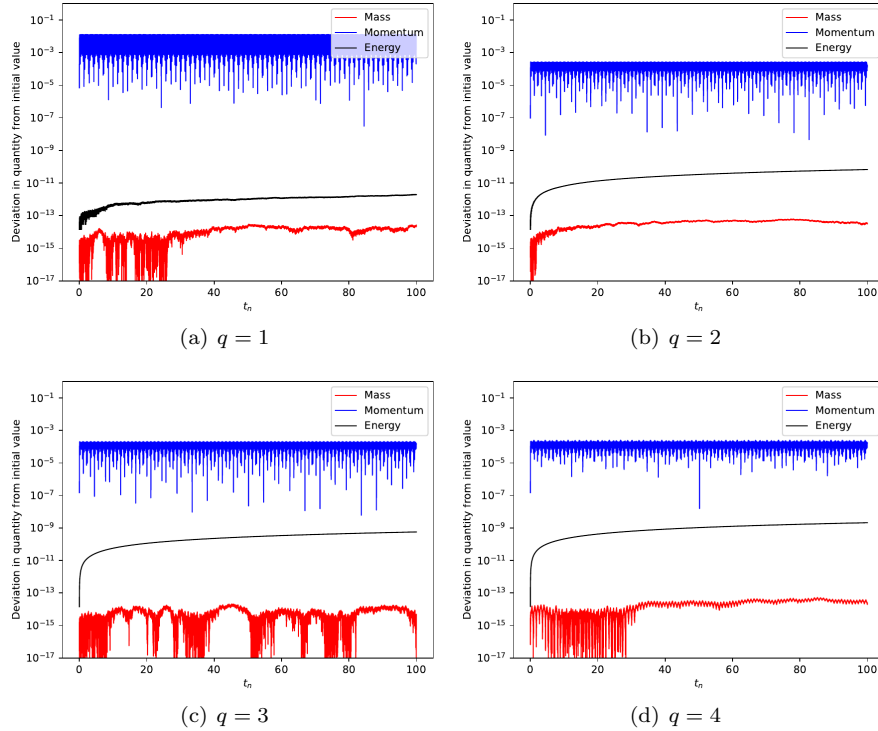 Mass
Momentum
Energy
Deviation in quantity from initial value
10⁻¹
10⁻³
10⁻⁵
10⁻⁷
10⁻⁹
10⁻¹¹
10⁻¹³
10⁻¹⁵
10⁻¹⁷
0 20 40 60 80 100
tₙ
(a) q = 1
Mass
Momentum
Energy
Deviation in quantity from initial value
10⁻¹
10⁻³
10⁻⁵
10⁻⁷
10⁻⁹
10⁻¹¹
10⁻¹³
10⁻¹⁵
10⁻¹⁷
0 20 40 60 80 100
tₙ
(b) q = 2
Mass
Momentum
Energy
Deviation in quantity from initial value
10⁻¹
10⁻³
10⁻⁵
10⁻⁷
10⁻⁹
10⁻¹¹
10⁻¹³
10⁻¹⁵
10⁻¹⁷
0 20 40 60 80 100
tₙ
(c) q = 3
Mass
Momentum
Energy
Deviation in quantity from initial value
10⁻¹
10⁻³
10⁻⁵
10⁻⁷
10⁻⁹
10⁻¹¹
10⁻¹³
10⁻¹⁵
10⁻¹⁷
0 20 40 60 80 100
tₙ
(d) q = 4